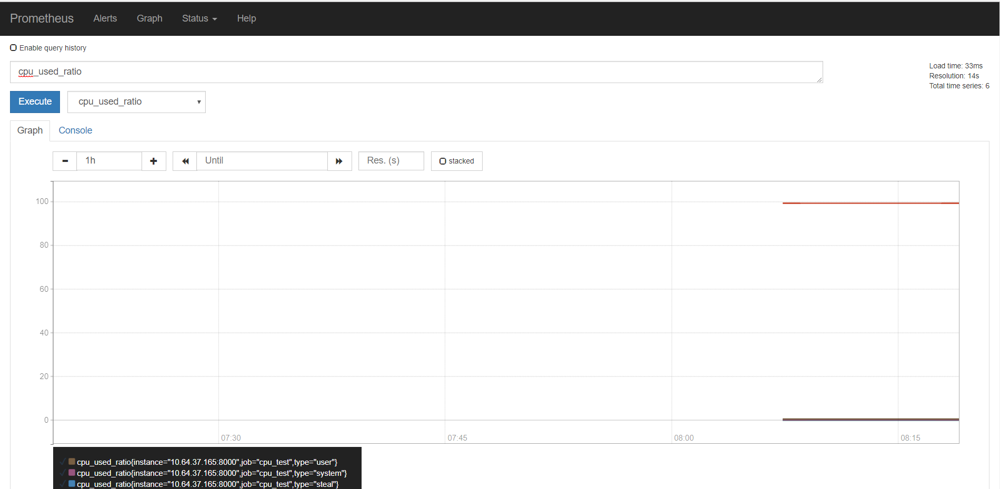 Prometheus Alerts Graph Status Help
Enable query history
cpu_used_ratio
Load time: 33ms
Resolution: 14s
Total time series: 6
Execute cpu_used_ratio
Graph Console
1h Until Res. (s) stacked
100
80
60
40
20
0
07:30 07:45 08:00 08:15
cpu_used_ratio{instance="10.64.37.165:8000",job="cpu_test",type="user"}
cpu_used_ratio{instance="10.64.37.165:8000",job="cpu_test",type="system"}
cpu_used_ratio{instance="10.64.37.165:8000",job="cpu_test",type="steal"}